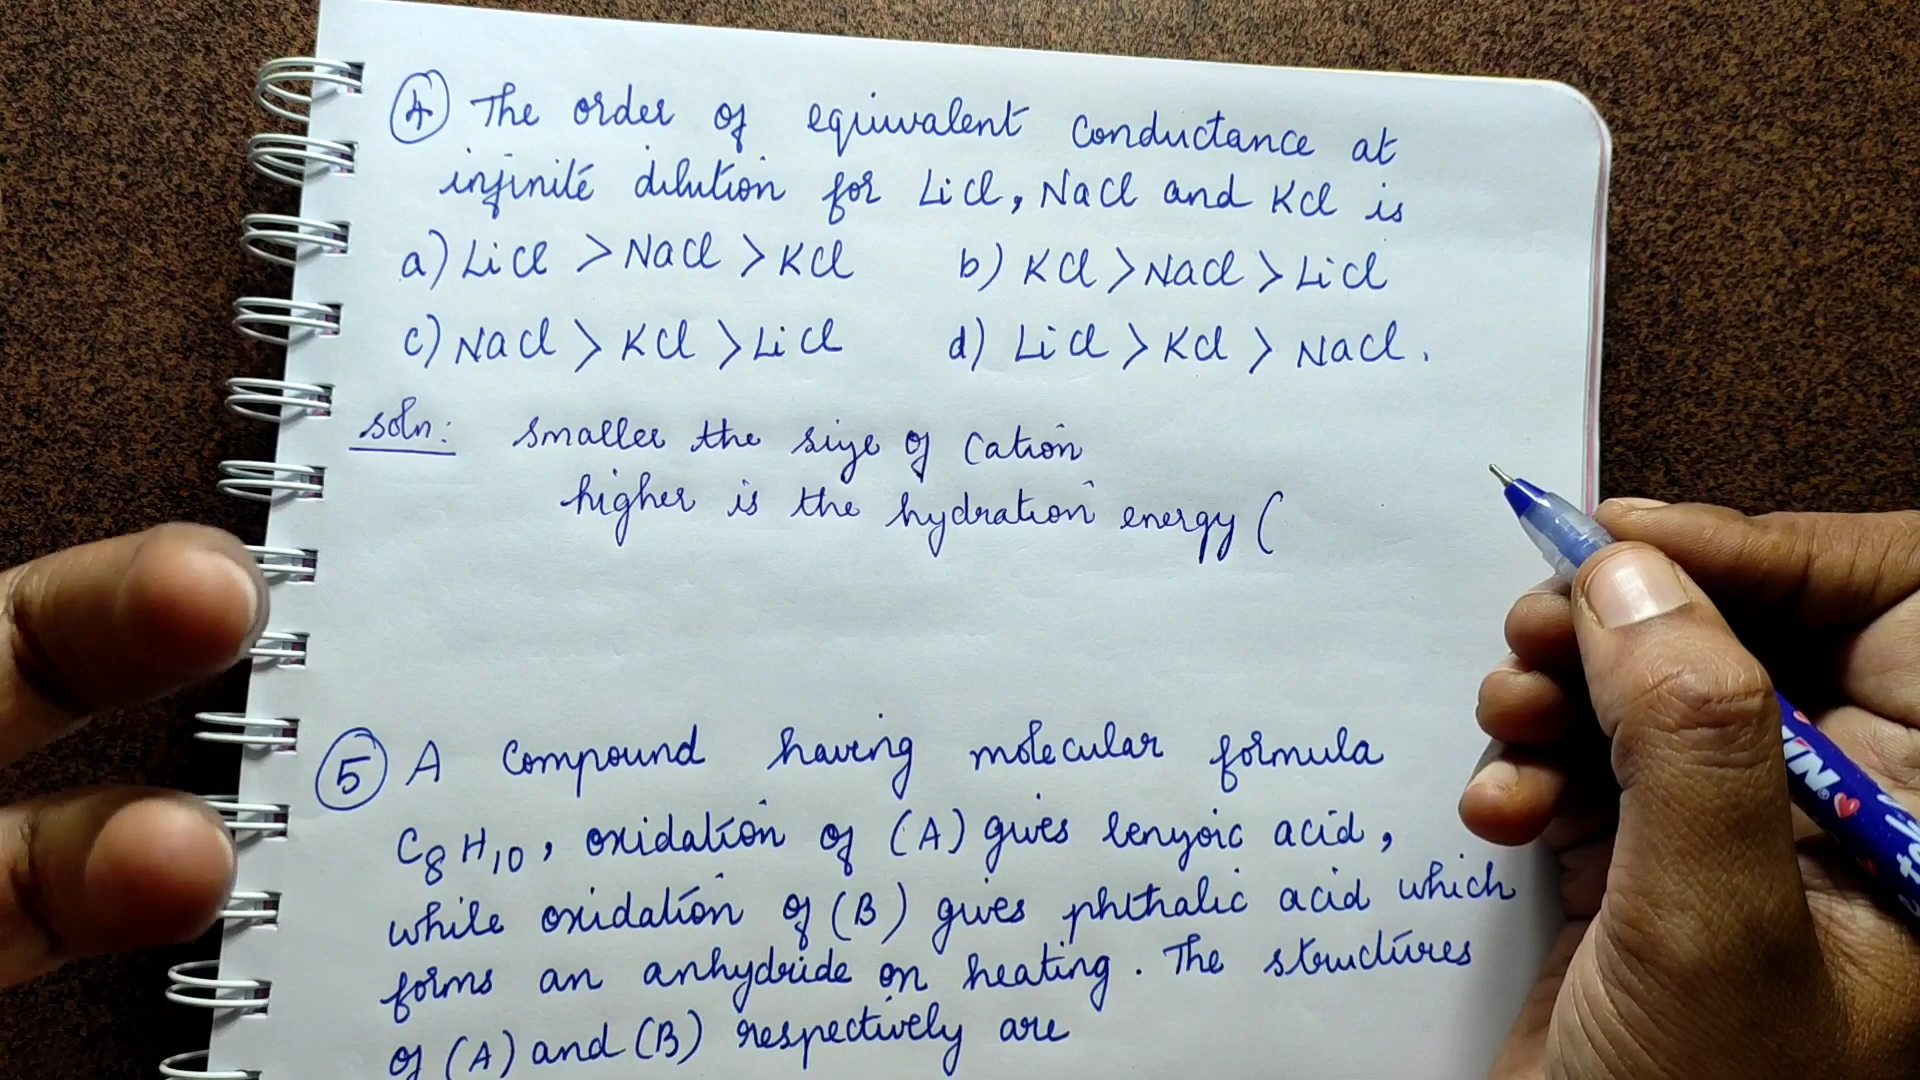 4 The order of equivalent conductance at
infinite dilution for LiCl, NaCl and KCl is
a) LiCl > NaCl > KCl b) KCl > NaCl > LiCl
c) NaCl > KCl > LiCl d) LiCl > KCl > NaCl.
Soln: Smaller the size of cation
higher is the hydration energy (
5 A compound having molecular formula
C8H10, oxidation of (A) gives benzoic acid,
while oxidation of (B) gives phthalic acid which
forms an anhydride on heating. The structures
of (A) and (B) respectively are